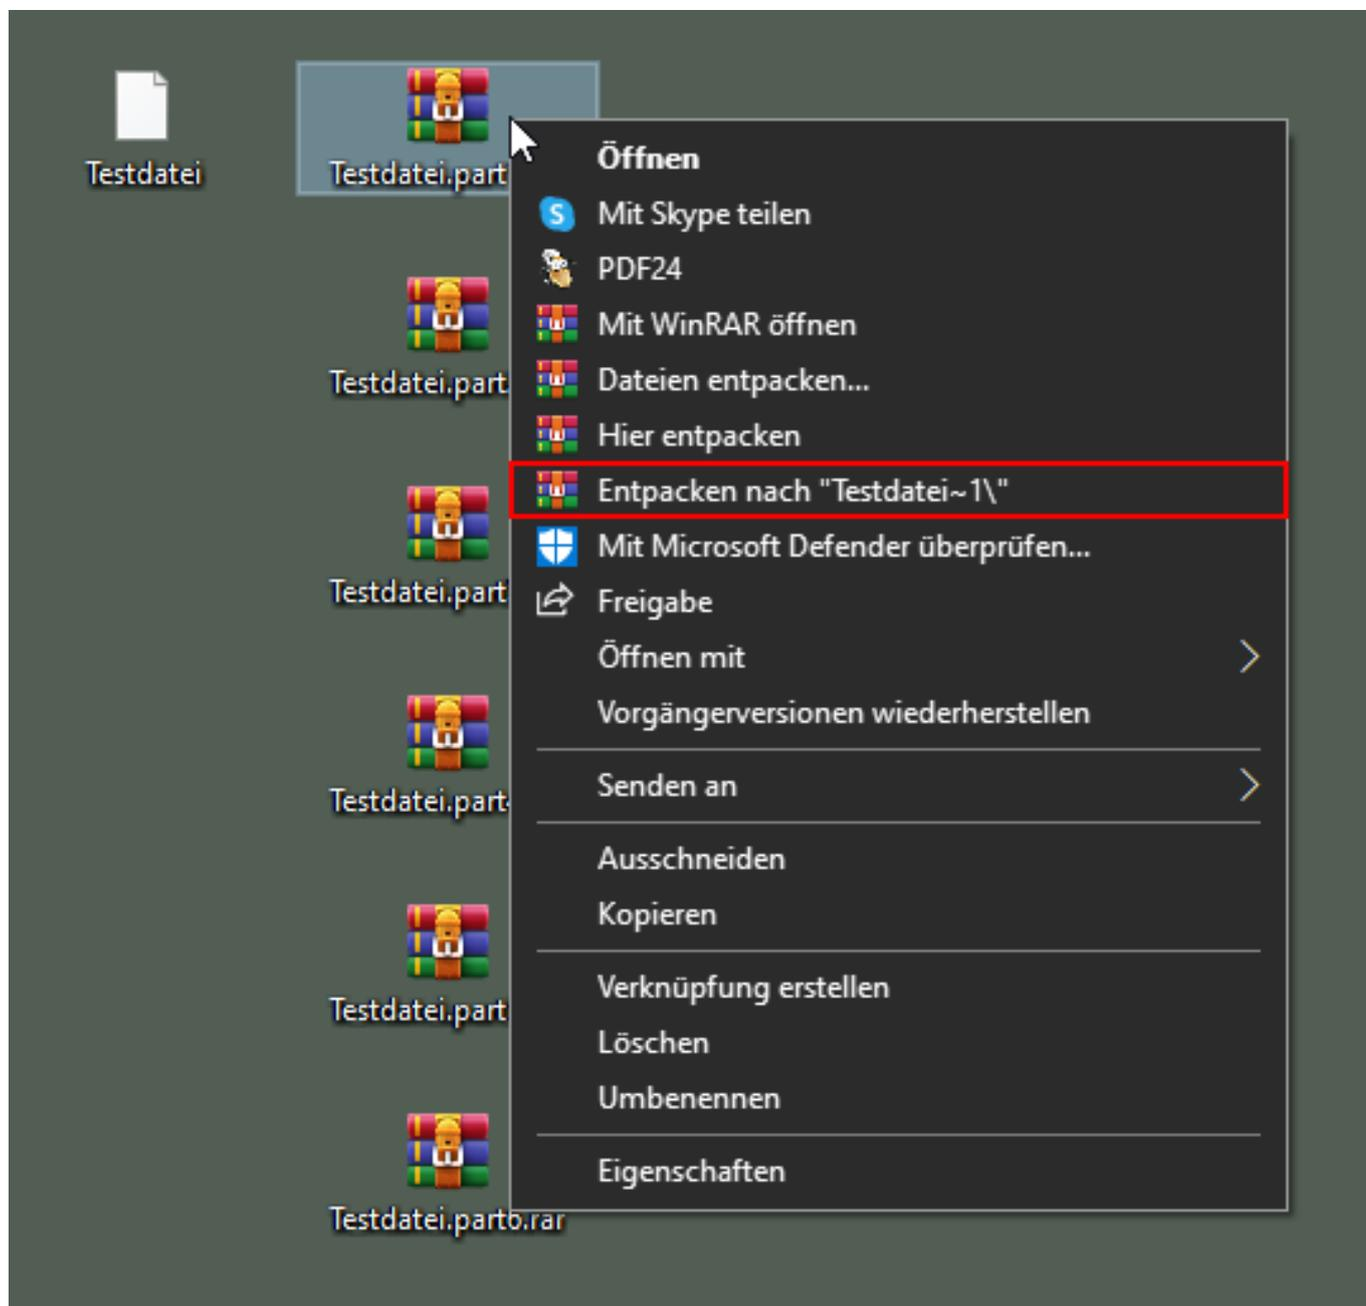 Testdatei
Testdatei.part
Öffnen
Mit Skype teilen
PDF24
Mit WinRAR öffnen
Testdatei.part
Dateien entpacken...
Hier entpacken
Entpacken nach "Testdatei~1\"
Mit Microsoft Defender überprüfen...
Testdatei.part
Freigabe
Öffnen mit
Vorgängerversionen wiederherstellen
Senden an
Testdatei.part
Ausschneiden
Kopieren
Verknüpfung erstellen
Testdatei.part
Löschen
Umbenennen
Eigenschaften
Testdatei.part6.rar